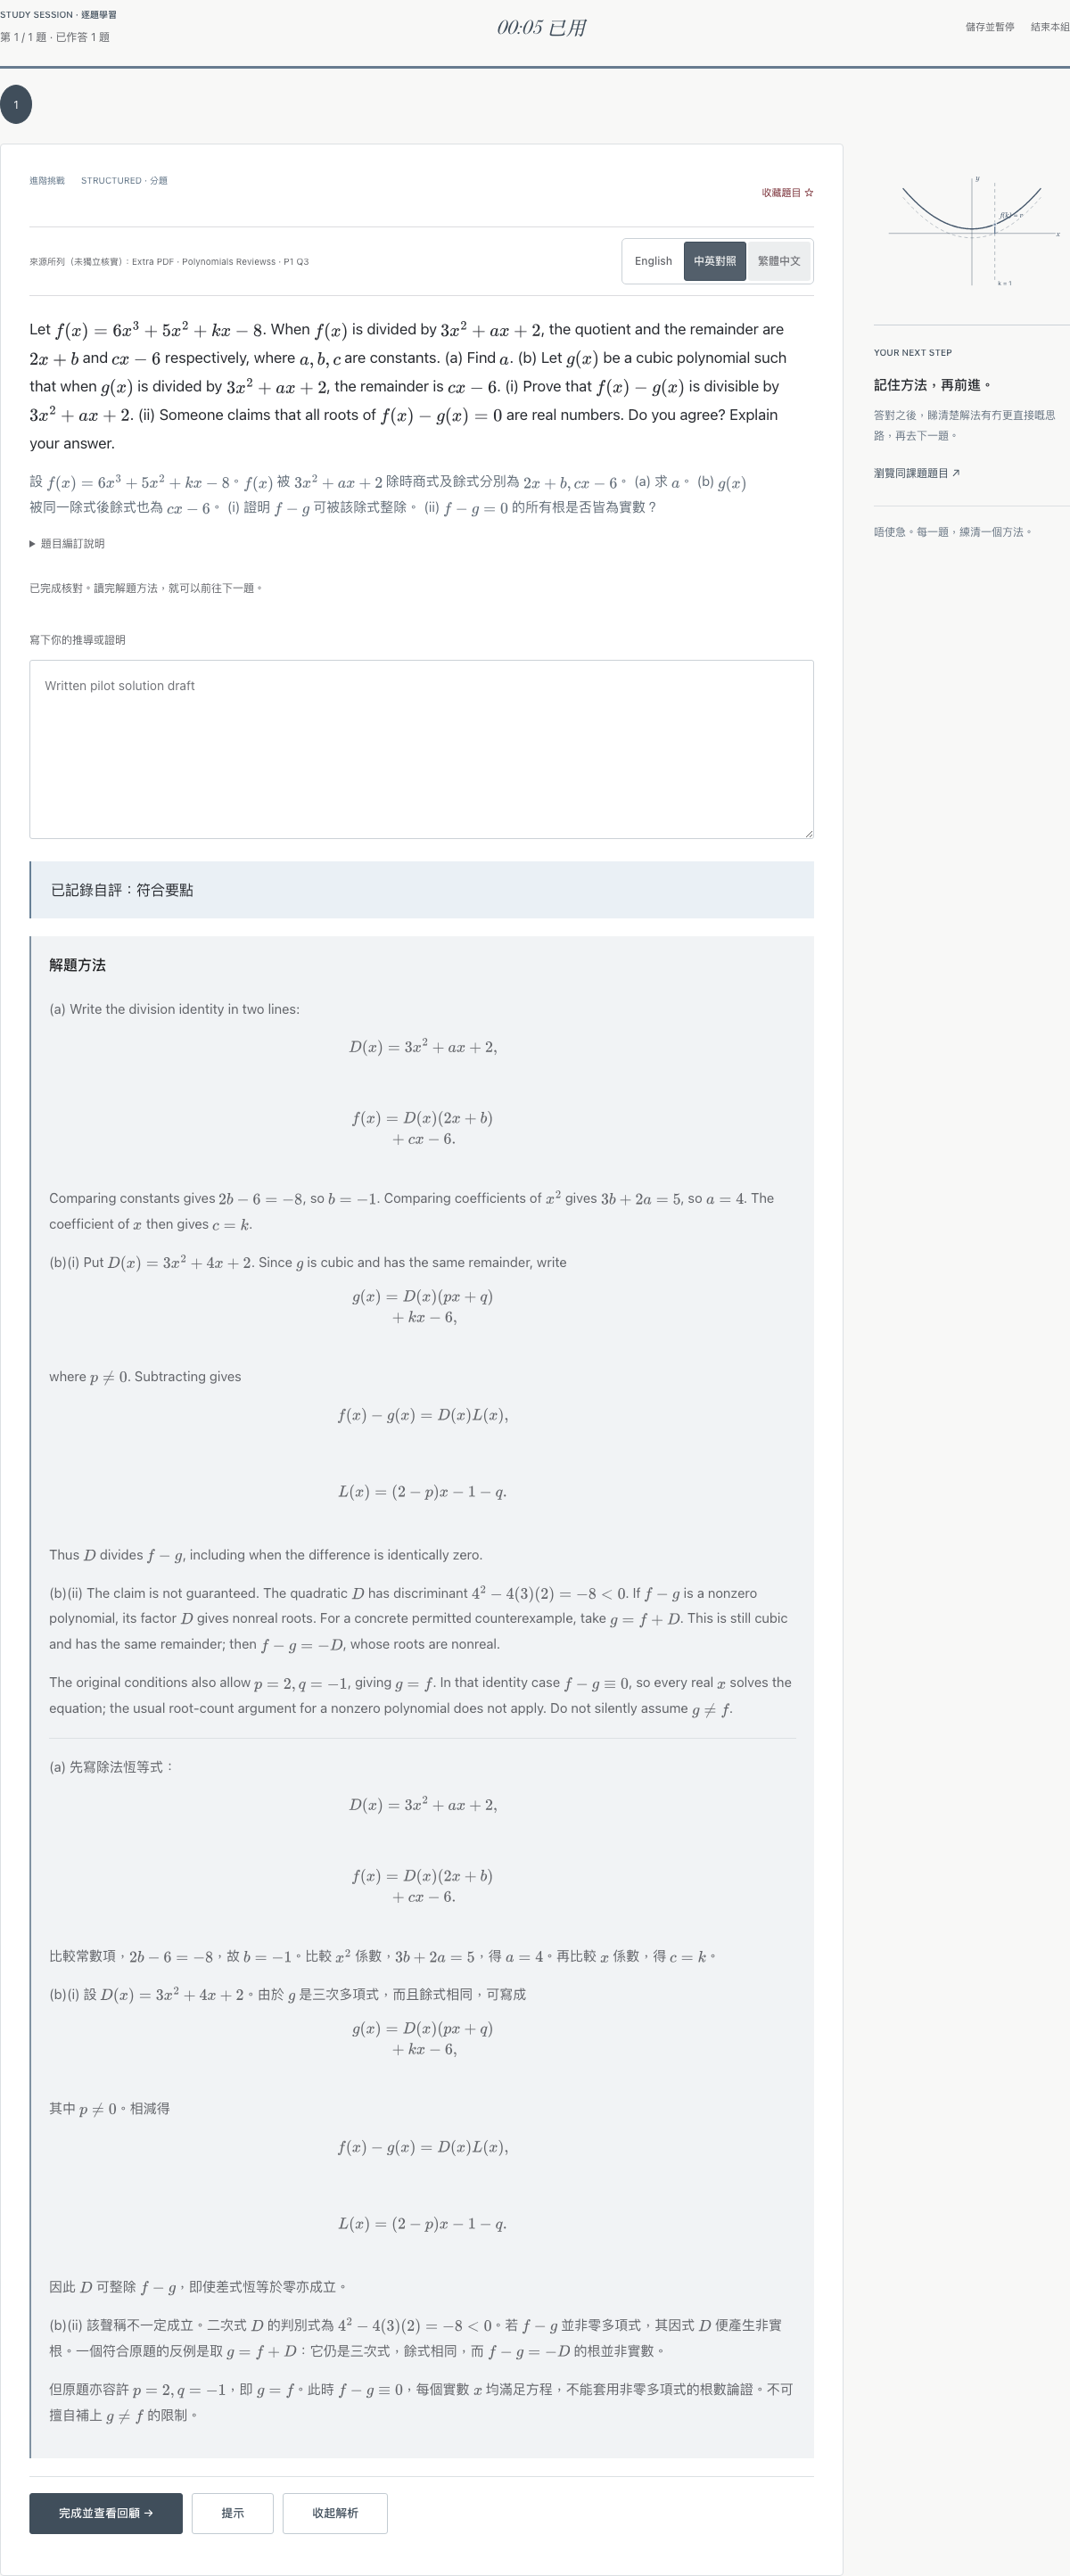 STUDY SESSION · 逐題學習
第 1 / 1 題 · 已作答 1 題
00:05 已用
儲存並暫停 結束本組
1
進階挑戰 STRUCTURED · 分題
收藏題目 ☆
來源所列（未獨立核實）：Extra PDF · Polynomials Reviewss · P1 Q3
English 中英對照 繁體中文
Let f(x) = 6x³ + 5x² + kx − 8. When f(x) is divided by 3x² + ax + 2, the quotient and the remainder are
2x + b and cx − 6 respectively, where a, b, c are constants. (a) Find a. (b) Let g(x) be a cubic polynomial such
that when g(x) is divided by 3x² + ax + 2, the remainder is cx − 6. (i) Prove that f(x) − g(x) is divisible by
3x² + ax + 2. (ii) Someone claims that all roots of f(x) − g(x) = 0 are real numbers. Do you agree? Explain
your answer.
設 f(x) = 6x³ + 5x² + kx − 8。f(x) 被 3x² + ax + 2 除時商式及餘式分別為 2x + b, cx − 6。 (a) 求 a。 (b) g(x)
被同一除式後餘式也為 cx − 6。 (i) 證明 f − g 可被該除式整除。 (ii) f − g = 0 的所有根是否皆為實數？
▶ 題目編訂說明
已完成核對。讀完解題方法，就可以前往下一題。
寫下你的推導或證明
Written pilot solution draft
已記錄自評：符合要點
解題方法
(a) Write the division identity in two lines:
D(x) = 3x² + ax + 2,
f(x) = D(x)(2x + b)
+ cx − 6.
Comparing constants gives 2b − 6 = −8, so b = −1. Comparing coefficients of x² gives 3b + 2a = 5, so a = 4. The
coefficient of x then gives c = k.
(b)(i) Put D(x) = 3x² + 4x + 2. Since g is cubic and has the same remainder, write
g(x) = D(x)(px + q)
+ kx − 6,
where p ≠ 0. Subtracting gives
f(x) − g(x) = D(x)L(x),
L(x) = (2 − p)x − 1 − q.
Thus D divides f − g, including when the difference is identically zero.
(b)(ii) The claim is not guaranteed. The quadratic D has discriminant 4² − 4(3)(2) = −8 < 0. If f − g is a nonzero
polynomial, its factor D gives nonreal roots. For a concrete permitted counterexample, take g = f + D. This is still cubic
and has the same remainder; then f − g = −D, whose roots are nonreal.
The original conditions also allow p = 2, q = −1, giving g = f. In that identity case f − g ≡ 0, so every real x solves the
equation; the usual root-count argument for a nonzero polynomial does not apply. Do not silently assume g ≠ f.
(a) 先寫除法恆等式：
D(x) = 3x² + ax + 2,
f(x) = D(x)(2x + b)
+ cx − 6.
比較常數項，2b − 6 = −8，故 b = −1。比較 x² 係數，3b + 2a = 5，得 a = 4。再比較 x 係數，得 c = k。
(b)(i) 設 D(x) = 3x² + 4x + 2。由於 g 是三次多項式，而且餘式相同，可寫成
g(x) = D(x)(px + q)
+ kx − 6,
其中 p ≠ 0。相減得
f(x) − g(x) = D(x)L(x),
L(x) = (2 − p)x − 1 − q.
因此 D 可整除 f − g，即使差式恆等於零亦成立。
(b)(ii) 該聲稱不一定成立。二次式 D 的判別式為 4² − 4(3)(2) = −8 < 0。若 f − g 並非零多項式，其因式 D 便產生非實
根。一個符合原題的反例是取 g = f + D：它仍是三次式，餘式相同，而 f − g = −D 的根並非實數。
但原題亦容許 p = 2, q = −1，即 g = f。此時 f − g ≡ 0，每個實數 x 均滿足方程，不能套用非零多項式的根數論證。不可
擅自補上 g ≠ f 的限制。
完成並查看回顧 → 提示 收起解析
y
f(k) = r
x
k = 1
YOUR NEXT STEP
記住方法，再前進。
答對之後，睇清楚解法有冇更直接嘅思
路，再去下一題。
瀏覽同課題題目 ↗
唔使急。每一題，練清一個方法。